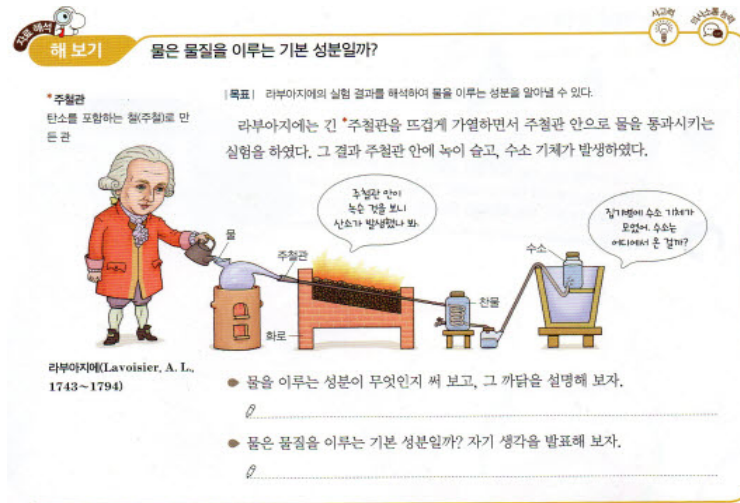 자료 해석
해 보기
물은 물질을 이루는 기본 성분일까?
사고력
의사소통 능력
*주철관
탄소를 포함하는 철(주철)로 만
든 관
|목표| 라부아지에의 실험 결과를 해석하여 물을 이루는 성분을 알아낼 수 있다.
라부아지에는 긴 *주철관을 뜨겁게 가열하면서 주철관 안으로 물을 통과시키는
실험을 하였다. 그 결과 주철관 안에 녹이 슬고, 수소 기체가 발생하였다.
주철관 안이
녹슨 것을 보니
산소가 발생했나 봐.
집기병에 수소 기체가
모였어. 수소는
어디에서 온 걸까?
물
주철관
수소
찬물
화로
라부아지에(Lavoisier, A. L.,
1743~1794)
물을 이루는 성분이 무엇인지 써 보고, 그 까닭을 설명해 보자.
물은 물질을 이루는 기본 성분일까? 자기 생각을 발표해 보자.